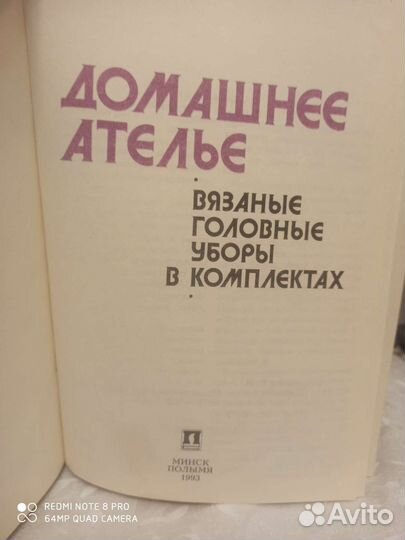 ДОМАШНЕЕ
АТЕЛЬЕ
ВЯЗАНЫЕ
ГОЛОВНЫЕ
УБОРЫ
В КОМПЛЕКТАХ
МИНСК
ПОЛЫМЯ
1993
REDMI NOTE 8 PRO
64MP QUAD CAMERA
Avito